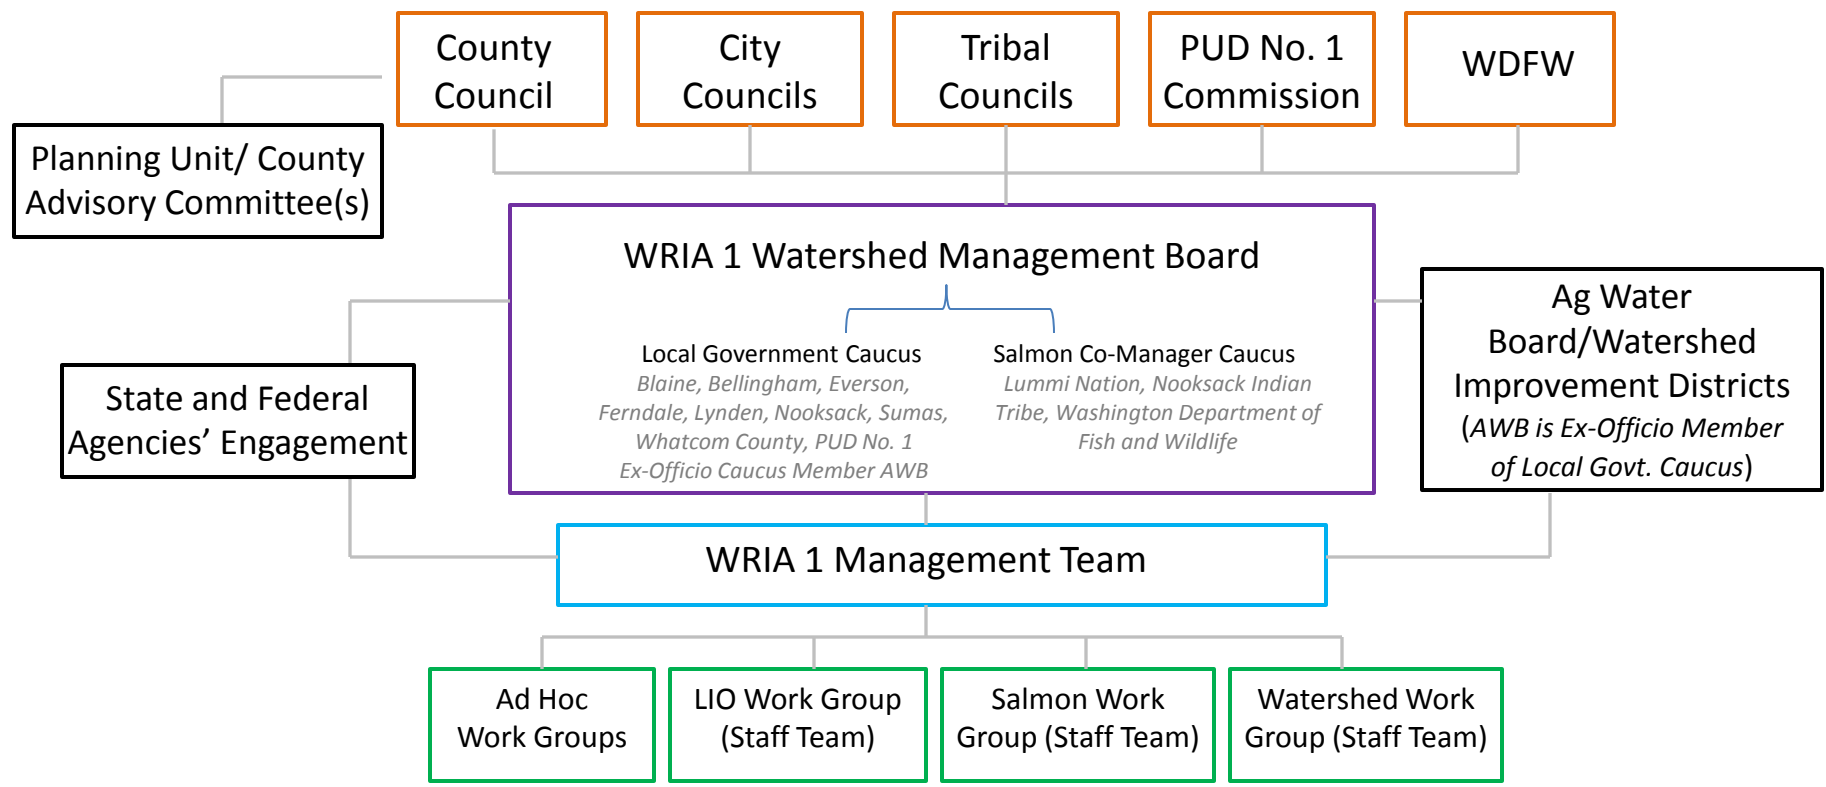 County
Council
City
Councils
Tribal
Councils
PUD No. 1
Commission
WDFW
Planning Unit/ County
Advisory Committee(s)
WRIA 1 Watershed Management Board
Local Government Caucus
Blaine, Bellingham, Everson,
Ferndale, Lynden, Nooksack, Sumas,
Whatcom County, PUD No. 1
Ex-Officio Caucus Member AWB
Salmon Co-Manager Caucus
Lummi Nation, Nooksack Indian
Tribe, Washington Department of
Fish and Wildlife
Ag Water
Board/Watershed
Improvement Districts
(AWB is Ex-Officio Member
of Local Govt. Caucus)
State and Federal
Agencies’ Engagement
WRIA 1 Management Team
Ad Hoc
Work Groups
LIO Work Group
(Staff Team)
Salmon Work
Group (Staff Team)
Watershed Work
Group (Staff Team)